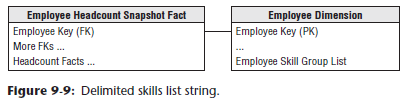 Employee Headcount Snapshot Fact
Employee Key (FK)
More FKs ...
Headcount Facts ...
Employee Dimension
Employee Key (PK)
...
Employee Skill Group List
Figure 9-9: Delimited skills list string.